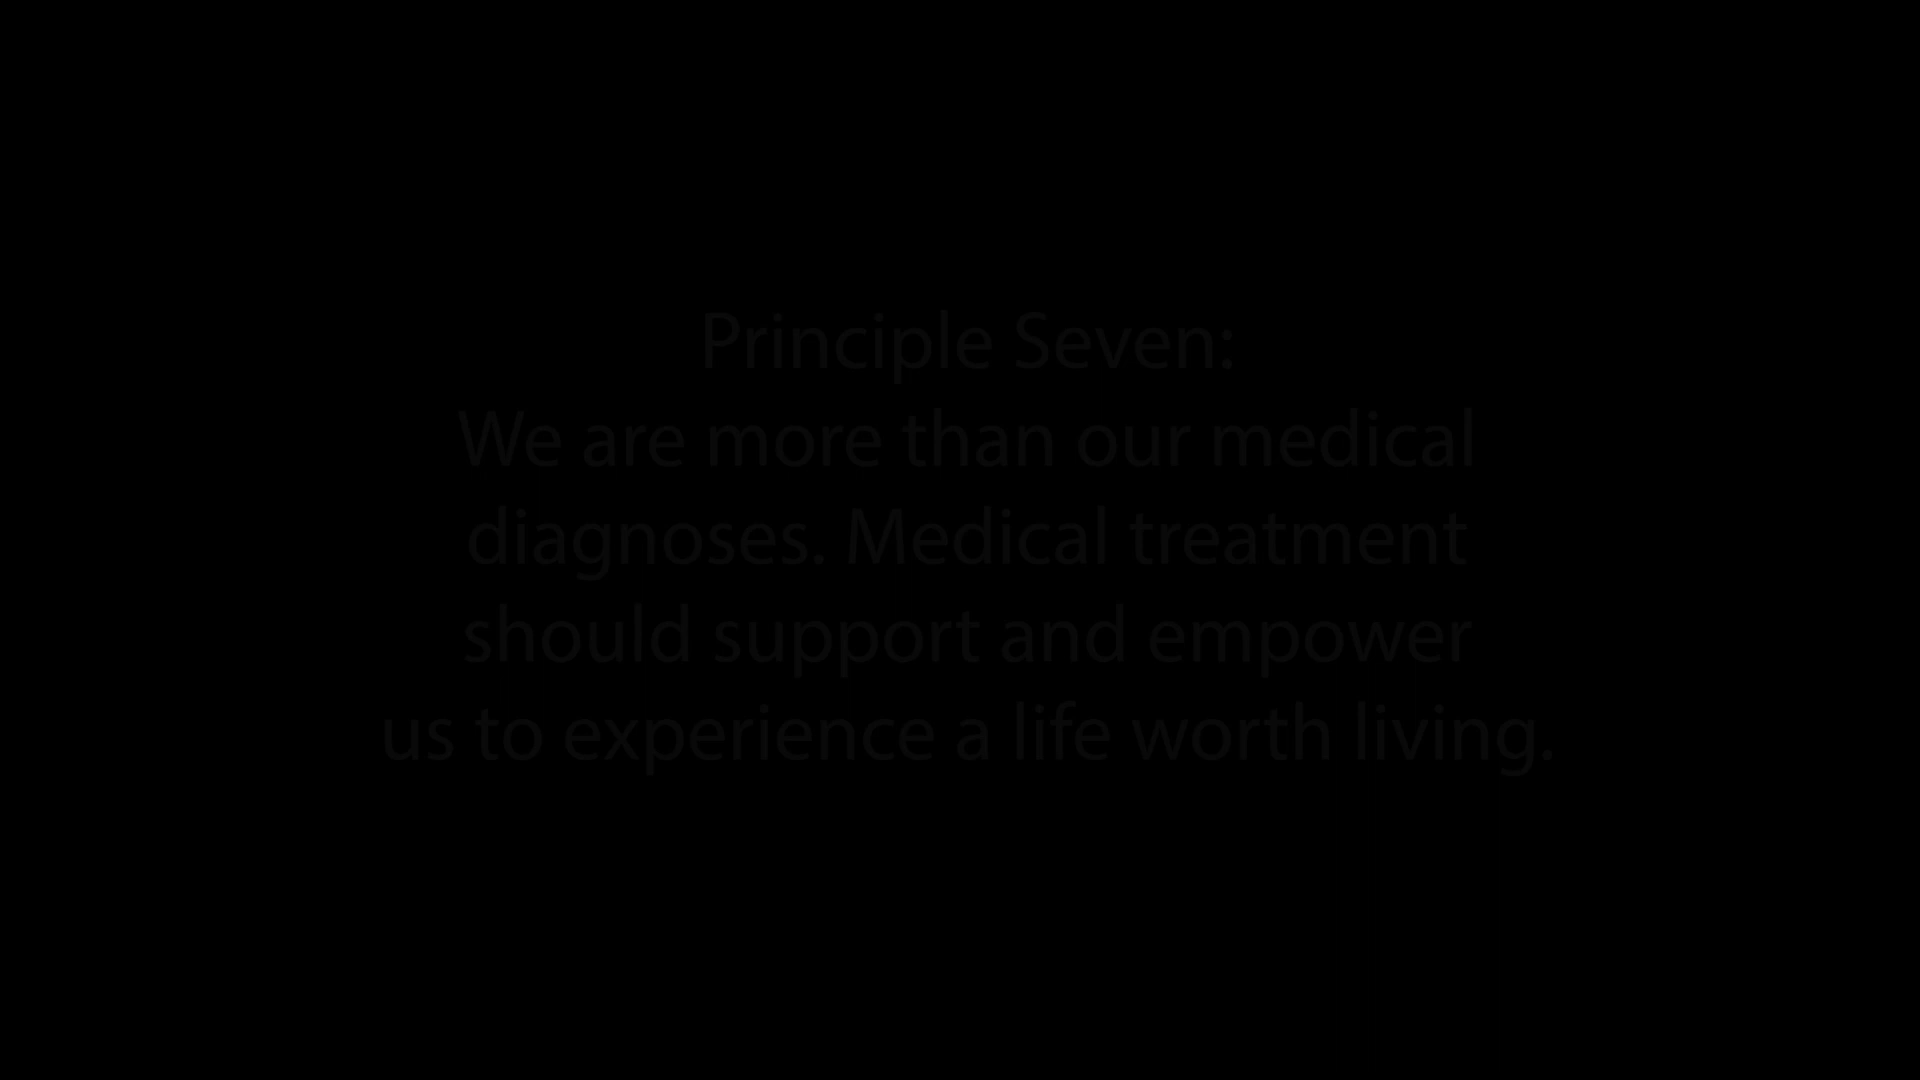 Principle Seven:
We are more than our medical
diagnoses. Medical treatment
should support and empower
us to experience a life worth living.